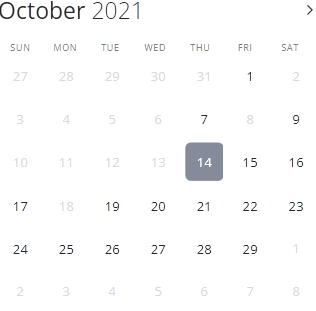 October 2021
SUN MON TUE WED THU FRI SAT
27 28 29 30 31 1 2
3 4 5 6 7 8 9
10 11 12 13 14 15 16
17 18 19 20 21 22 23
24 25 26 27 28 29 1
2 3 4 5 6 7 8